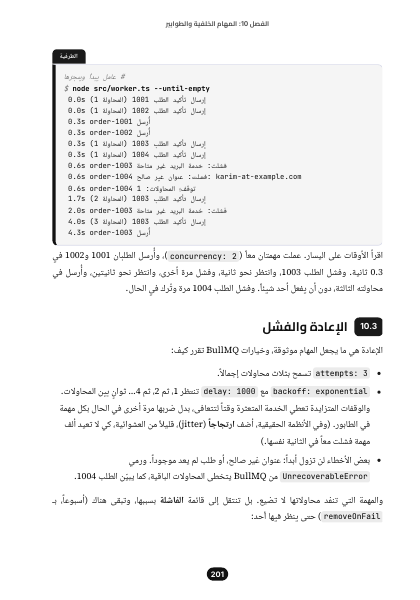 الفصل 10: المهام الخلفية والطوابير
الطرفية
$ node src/worker.ts --until-empty
0.0s إرسال تأكيد الطلب 1001 (المحاولة 1)
0.0s إرسال تأكيد الطلب 1002 (المحاولة 1)
0.3s order-1001 أُرسل
0.3s order-1002 أُرسل
0.3s إرسال تأكيد الطلب 1003 (المحاولة 1)
0.3s إرسال تأكيد الطلب 1004 (المحاولة 1)
0.6s order-1003 فشلت: خدمة البريد غير متاحة
0.6s order-1004 فشلت: عنوان غير صالح: karim-at-example.com
0.6s order-1004 توقفت المحاولات: 1
1.7s إرسال تأكيد الطلب 1003 (المحاولة 2)
2.0s order-1003 فشلت: خدمة البريد غير متاحة
4.0s إرسال تأكيد الطلب 1003 (المحاولة 3)
4.3s order-1003 أُرسل
اقرأ الأوقات على اليسار. عملت مهمتان معاً (concurrency: 2)، وأُرسل الطلبان 1001 و1002 في
0.3 ثانية. وفشل الطلب 1003، وانتظر نحو ثانية، وفشل مرة أخرى، وانتظر نحو ثانيتين، وأُرسل في
محاولته الثالثة، دون أن يفعل أحد شيئاً. وفشل الطلب 1004 مرة وتُرك في الحال.
10.3 الإعادة والفشل
الإعادة هي ما يجعل المهام موثوقة، وخيارات BullMQ تقرر كيف:
• attempts: 3 تسمح بثلاث محاولات إجمالاً.
• backoff: exponential مع delay: 1000 تنتظر 1، ثم 2، ثم 4... ثوانٍ بين المحاولات.
والوقفات المتزايدة تعطي الخدمة المتعثرة وقتاً لتتعافى، بدل ضربها مرة أخرى في الحال بكل مهمة
في الطابور. (وفي الأنظمة الحقيقية، أضف ارتجاجاً (jitter)، قليلاً من العشوائية، كي لا تعيد ألف
مهمة فشلت معاً في الثانية نفسها.)
• بعض الأخطاء لن تزول أبداً: عنوان غير صالح، أو طلب لم يعد موجوداً. ورمي
UnrecoverableError من BullMQ يتخطى المحاولات الباقية، كما يبيّن الطلب 1004.
والمهمة التي تنفد محاولاتها لا تضيع. بل تنتقل إلى قائمة الفاشلة بسببها، وتبقى هناك (أسبوعاً، بـ
removeOnFail) حتى ينظر فيها أحد:
201